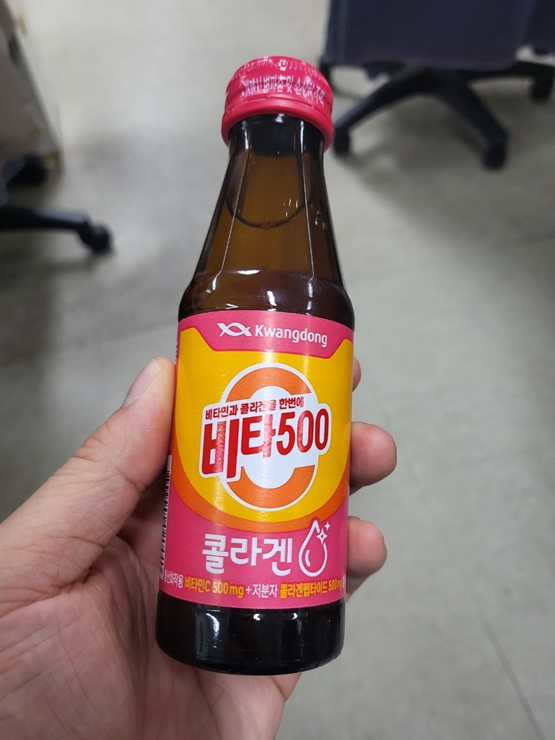 Kwangdong
비타민과 콜라겐을 한번에
비타500
콜라겐
비타민C 500mg + 저분자 콜라겐펩타이드 500m